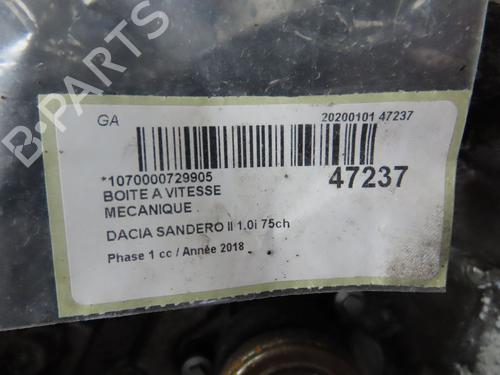 GA 20200101 47237
*1070000729905 47237
BOITE A VITESSE
MECANIQUE
DACIA SANDERO II 1.0i 75ch
Phase 1 cc / Année 2018
B-PARTS